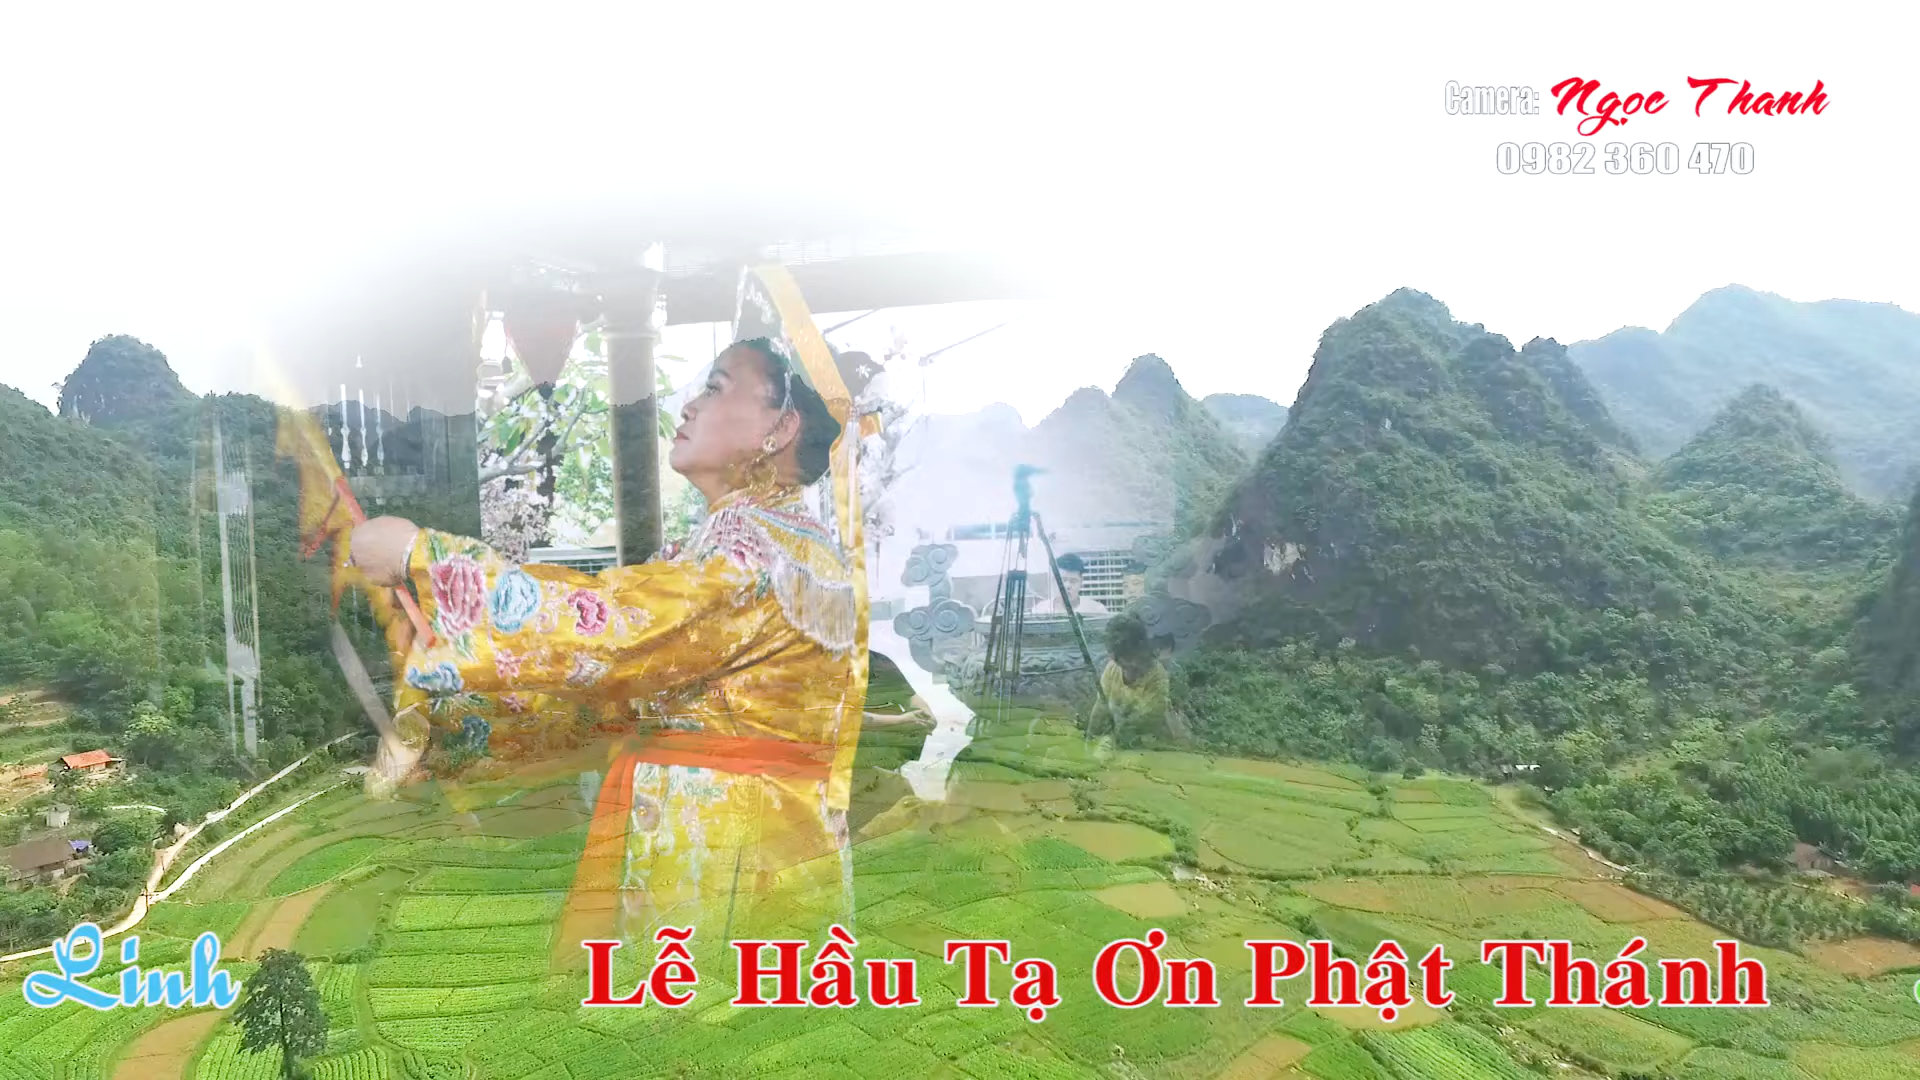 Camera: Ngọc Thanh
0982 360 470
Linh Lễ Hầu Tạ Ơn Phật Thánh